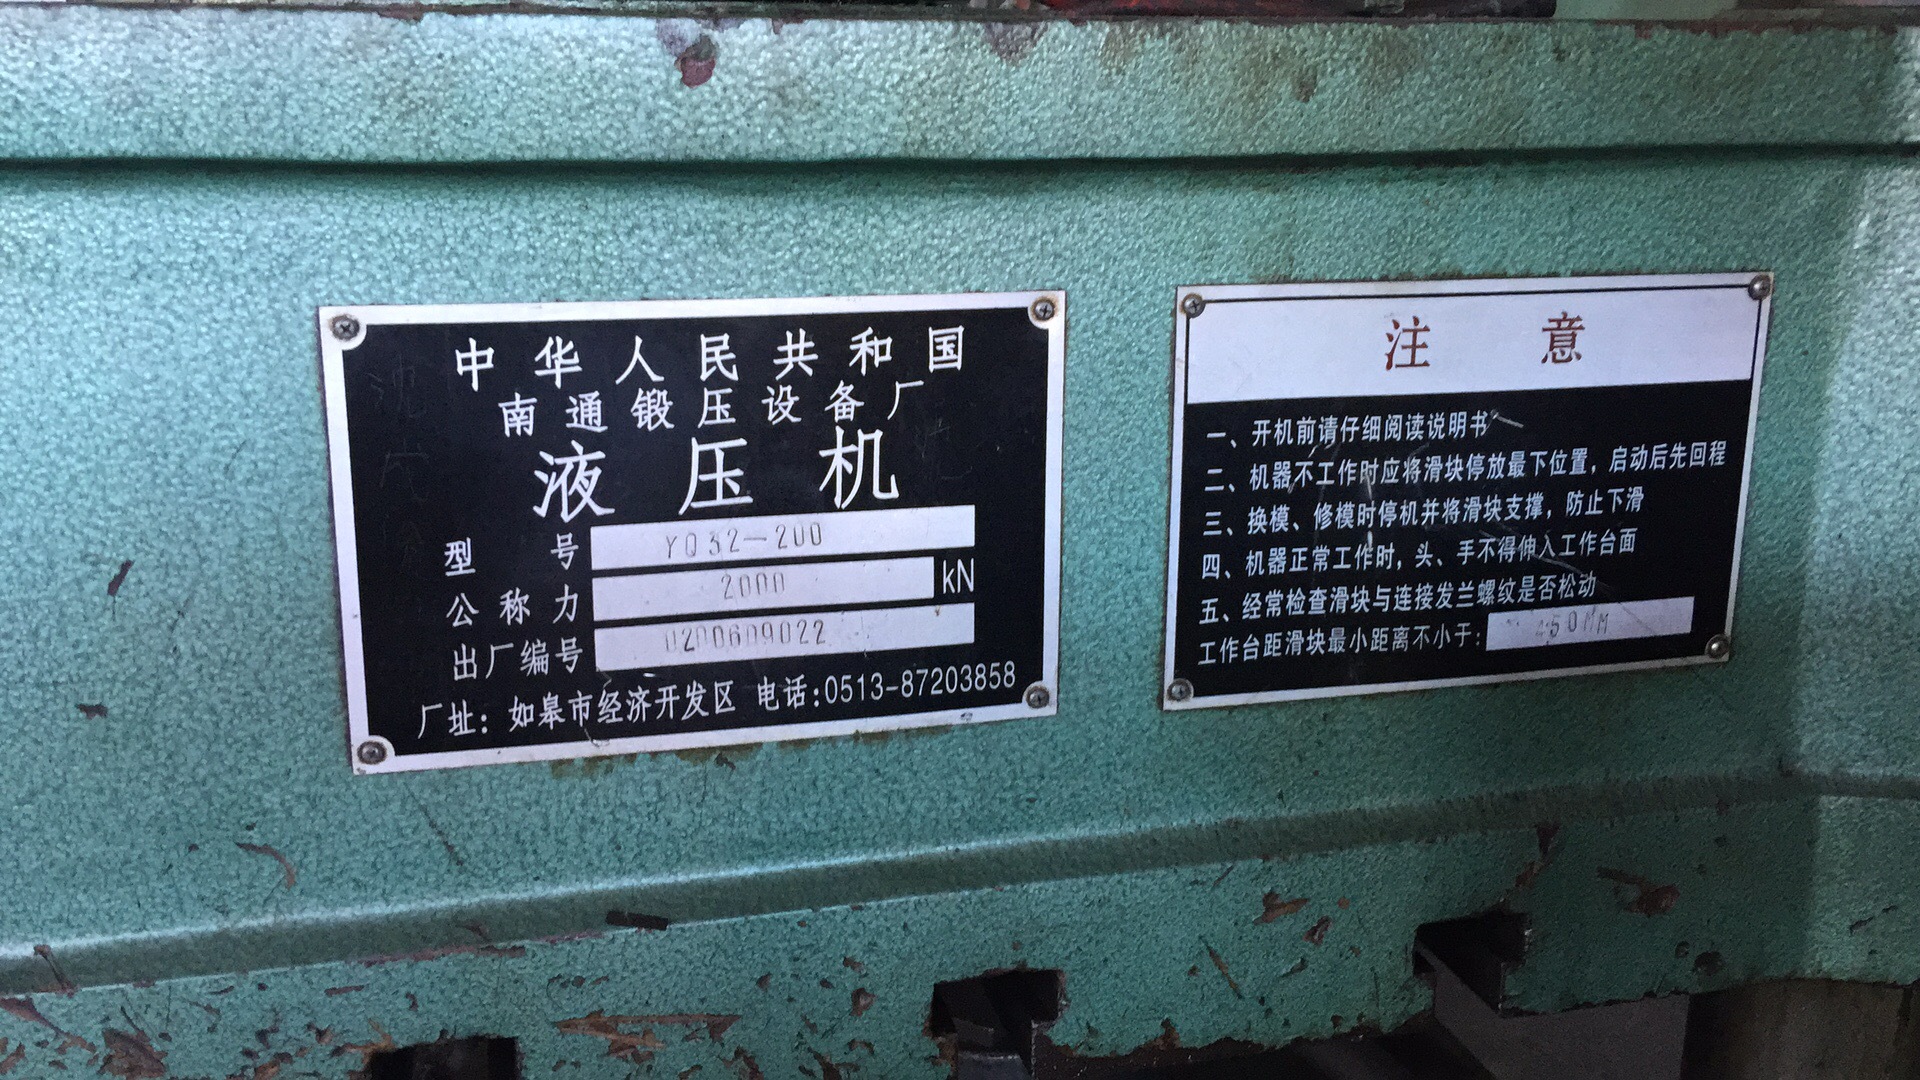 中华人民共和国
南通锻压设备厂
液压机
型号 YQ32-200
公称力 2000 kN
出厂编号 0200609022
厂址：如皋市经济开发区 电话:0513-87203858
注意
一、开机前请仔细阅读说明书
二、机器不工作时应将滑块停放最下位置，启动后先回程
三、换模、修模时停机并将滑块支撑，防止下滑
四、机器正常工作时，头、手不得伸入工作台面
五、经常检查滑块与连接发兰螺纹是否松动
工作台距滑块最小距离不小于: